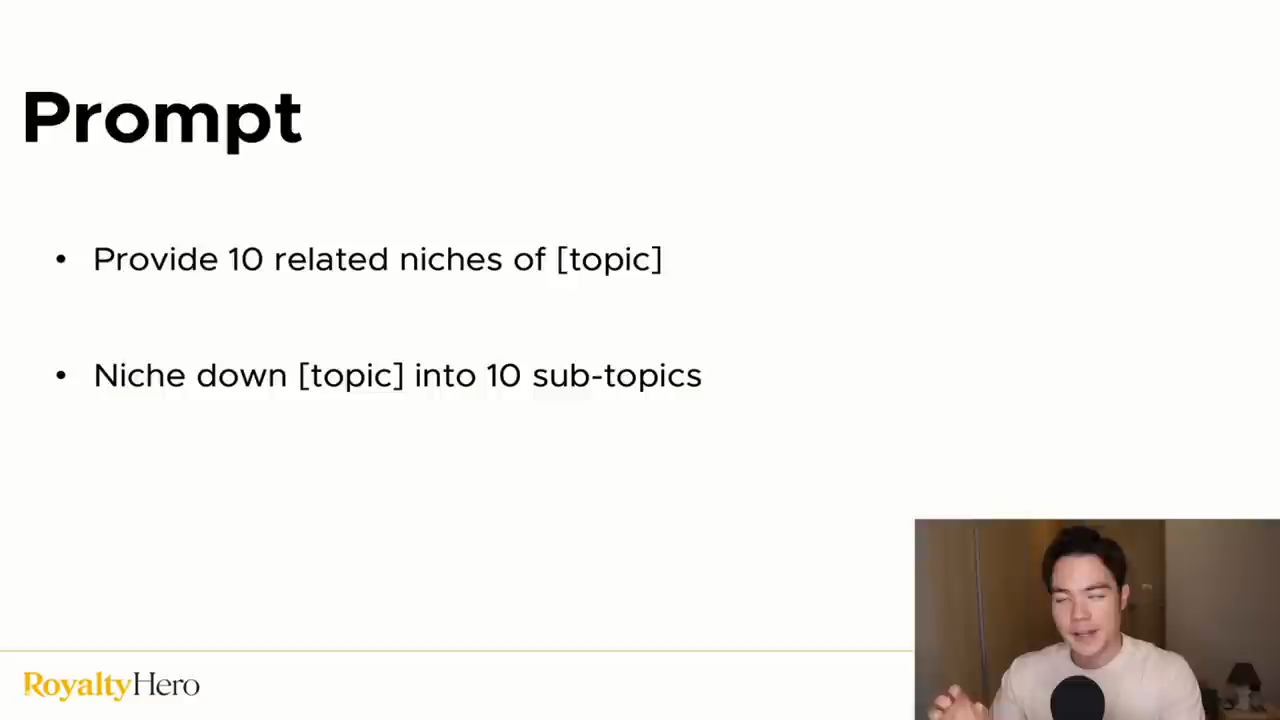 Prompt
• Provide 10 related niches of [topic]
• Niche down [topic] into 10 sub-topics
RoyaltyHero